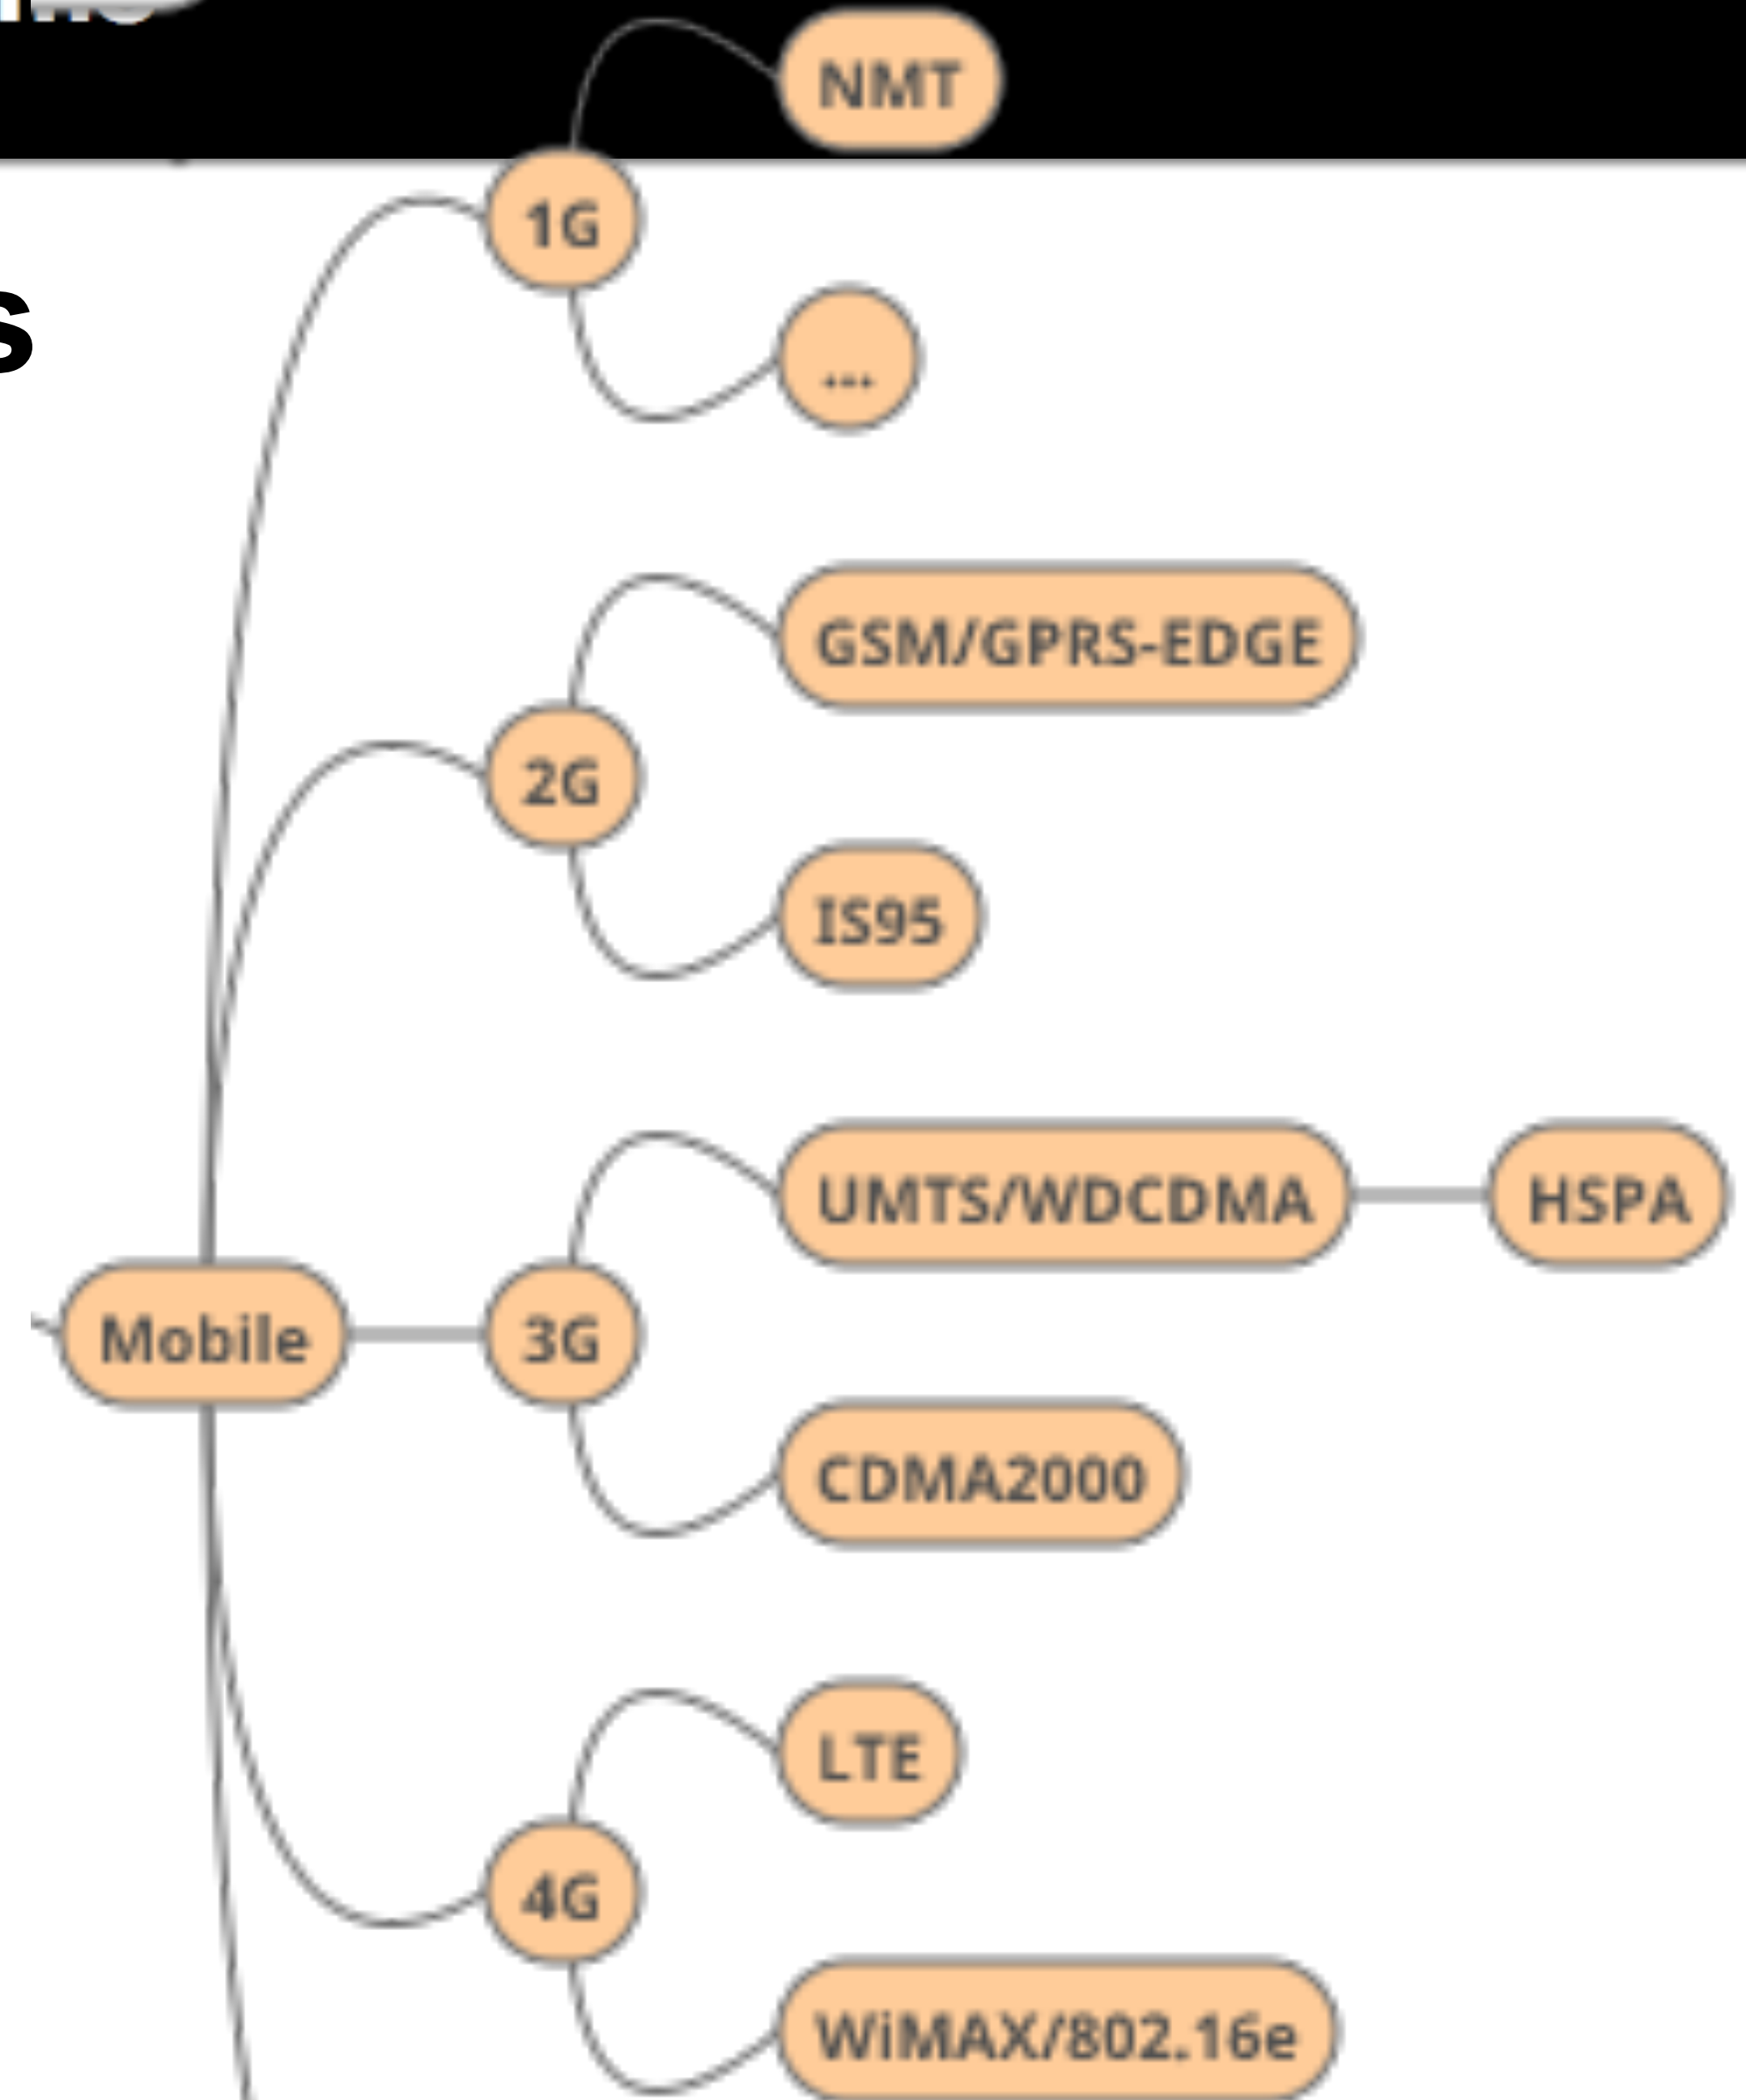 NMT
1G
s
...
GSM/GPRS-EDGE
2G
IS95
UMTS/WDCDMA
HSPA
Mobile
3G
CDMA2000
LTE
4G
WiMAX/802.16e